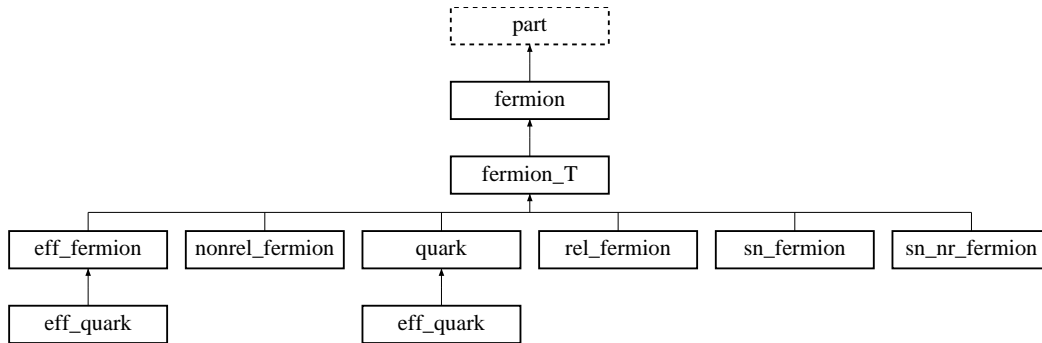 part
fermion
fermion_T
eff_fermion nonrel_fermion quark rel_fermion sn_fermion sn_nr_fermion
eff_quark eff_quark